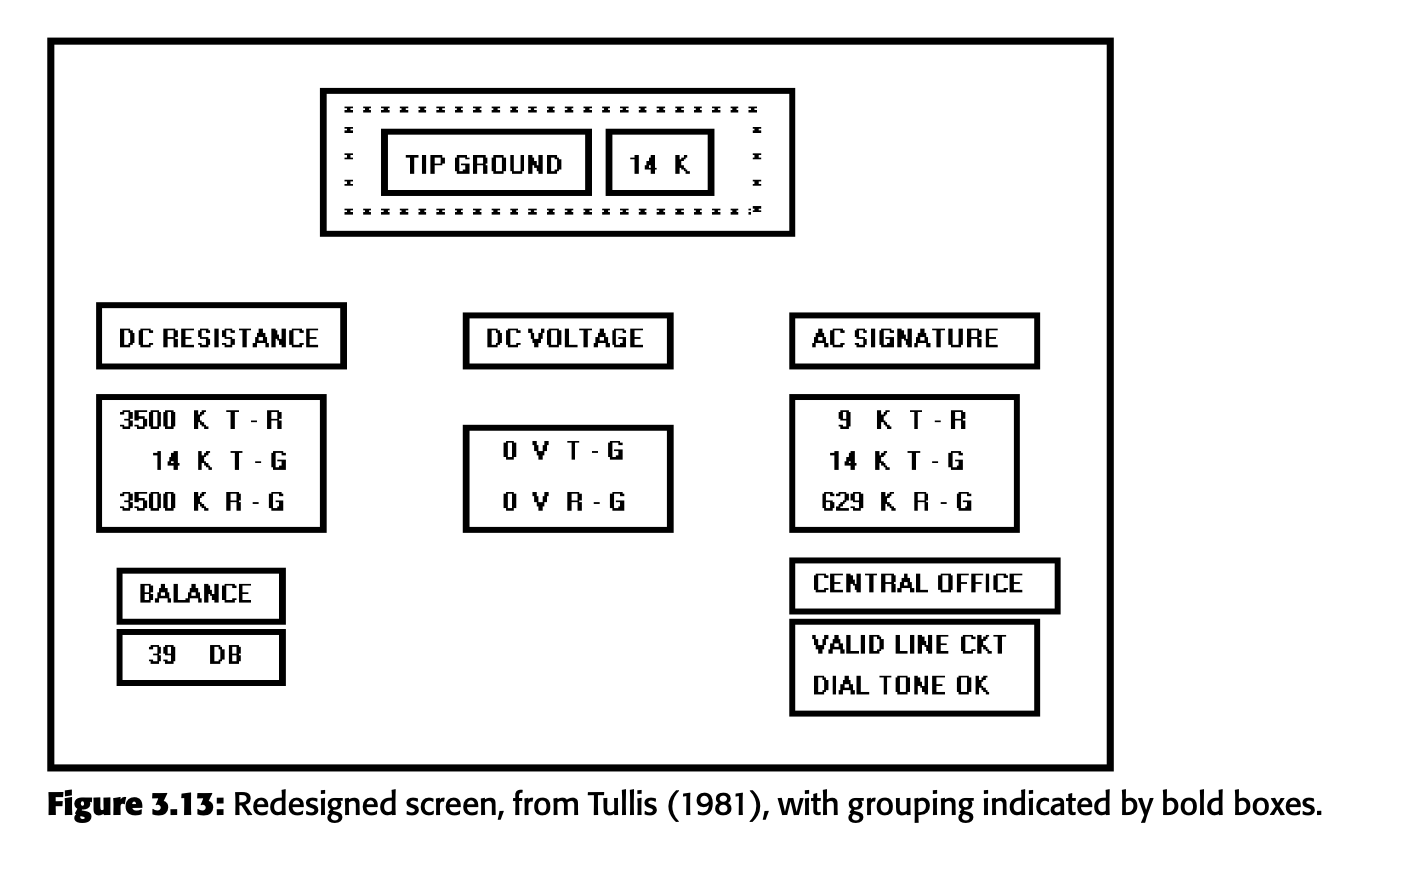 TIP GROUND 14 K
DC RESISTANCE
3500 K T - R
14 K T - G
3500 K R - G
DC VOLTAGE
0 V T - G
0 V R - G
AC SIGNATURE
9 K T - R
14 K T - G
629 K R - G
BALANCE
39 DB
CENTRAL OFFICE
VALID LINE CKT
DIAL TONE OK
Figure 3.13: Redesigned screen, from Tullis (1981), with grouping indicated by bold boxes.